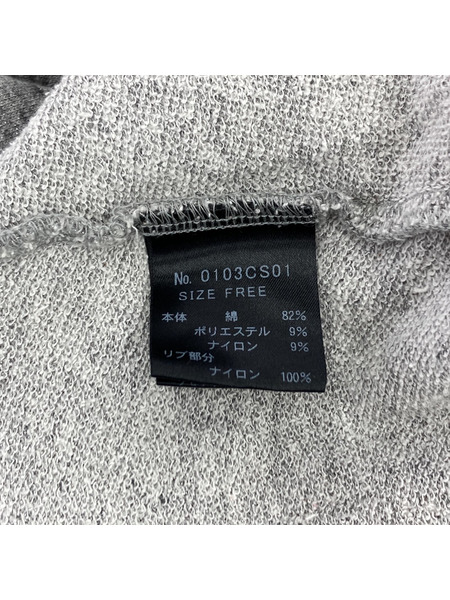 No. 0103CS01
SIZE FREE
本体 綿 82%
ポリエステル 9%
ナイロン 9%
リブ部分
ナイロン 100%